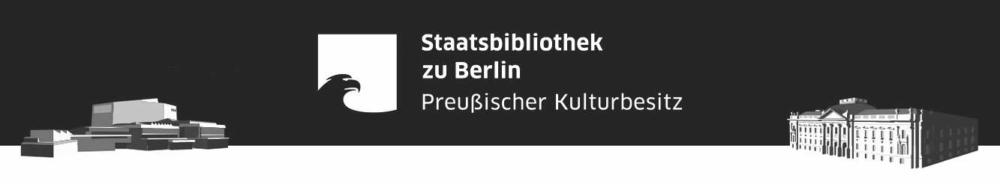 Staatsbibliothek
zu Berlin
Preußischer Kulturbesitz